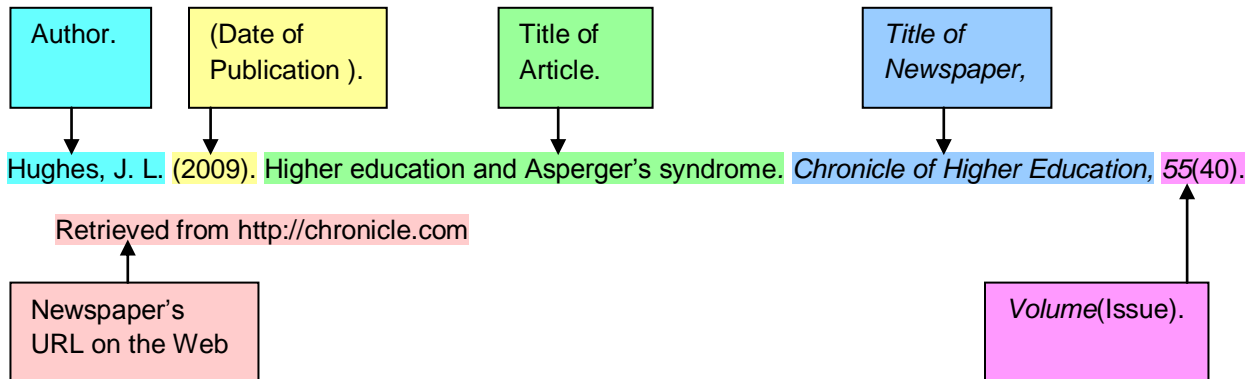 Author.
(Date of
Publication ).
Title of
Article.
Title of
Newspaper,
Hughes, J. L. (2009). Higher education and Asperger’s syndrome. Chronicle of Higher Education, 55(40).
Retrieved from http://chronicle.com
Newspaper’s
URL on the Web
Volume(Issue).